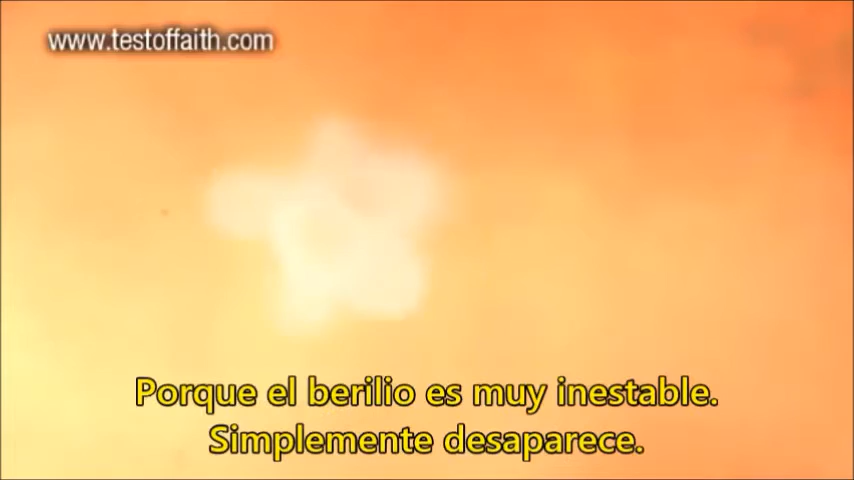 www.testoffaith.com
Porque el berilio es muy inestable.
Simplemente desaparece.